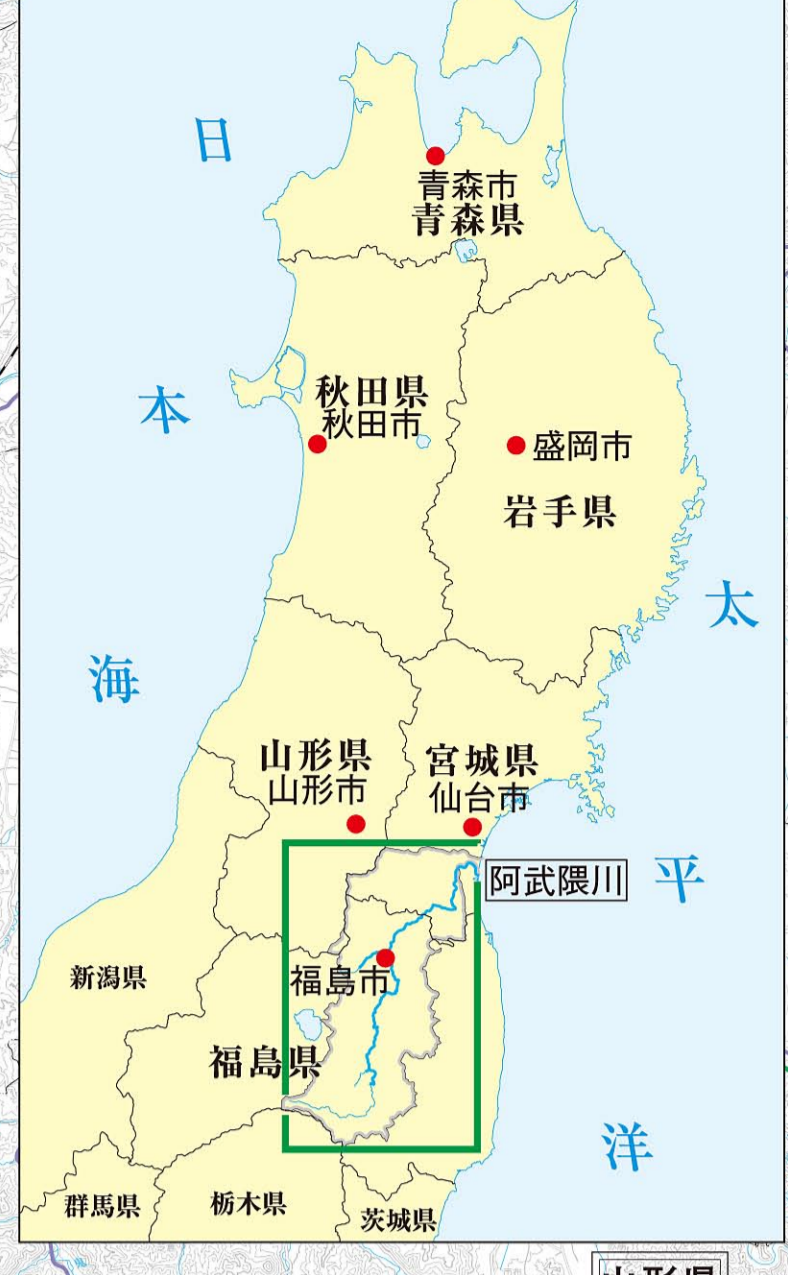 日本海
青森市
青森県
秋田県
秋田市
盛岡市
岩手県
太平洋
山形県
山形市
宮城県
仙台市
阿武隈川
新潟県
福島市
福島県
群馬県
栃木県
茨城県
山形県